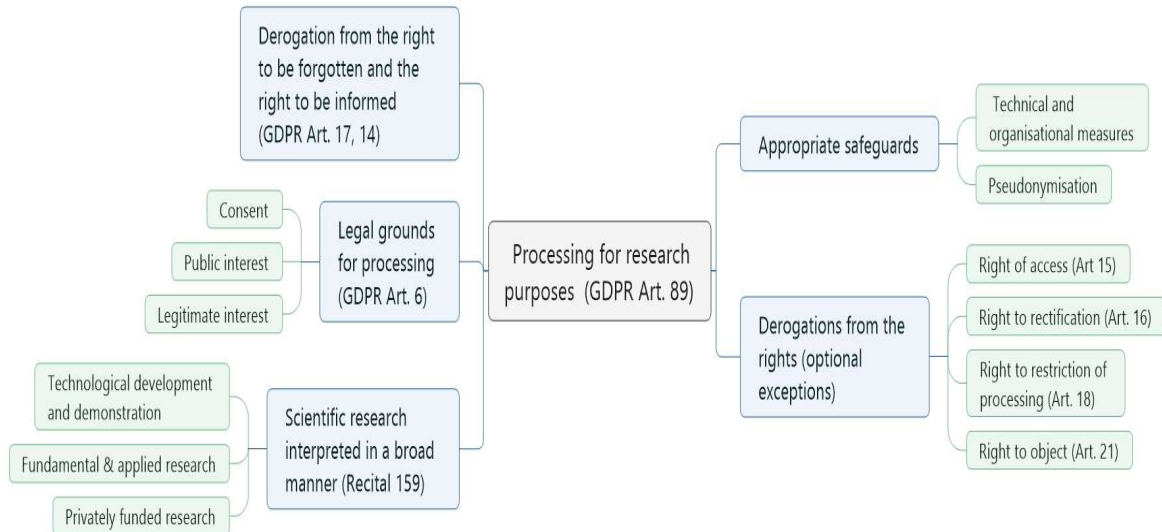 Derogation from the right
to be forgotten and the
right to be informed
(GDPR Art. 17, 14)
Consent
Public interest
Legitimate interest
Legal grounds
for processing
(GDPR Art. 6)
Technological development
and demonstration
Fundamental & applied research
Privately funded research
Scientific research
interpreted in a broad
manner (Recital 159)
Processing for research
purposes (GDPR Art. 89)
Appropriate safeguards
Technical and
organisational measures
Pseudonymisation
Derogations from the
rights (optional
exceptions)
Right of access (Art 15)
Right to rectification (Art. 16)
Right to restriction of
processing (Art. 18)
Right to object (Art. 21)